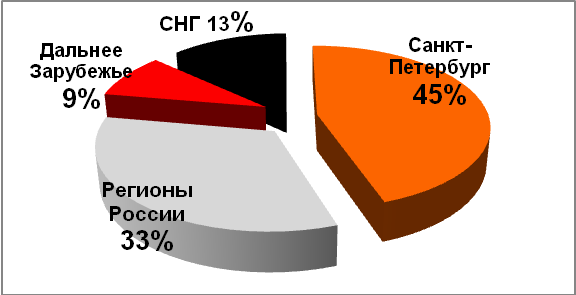 СНГ 13%
Дальнее
Зарубежье
9%
Санкт-
Петербург
45%
Регионы
России
33%